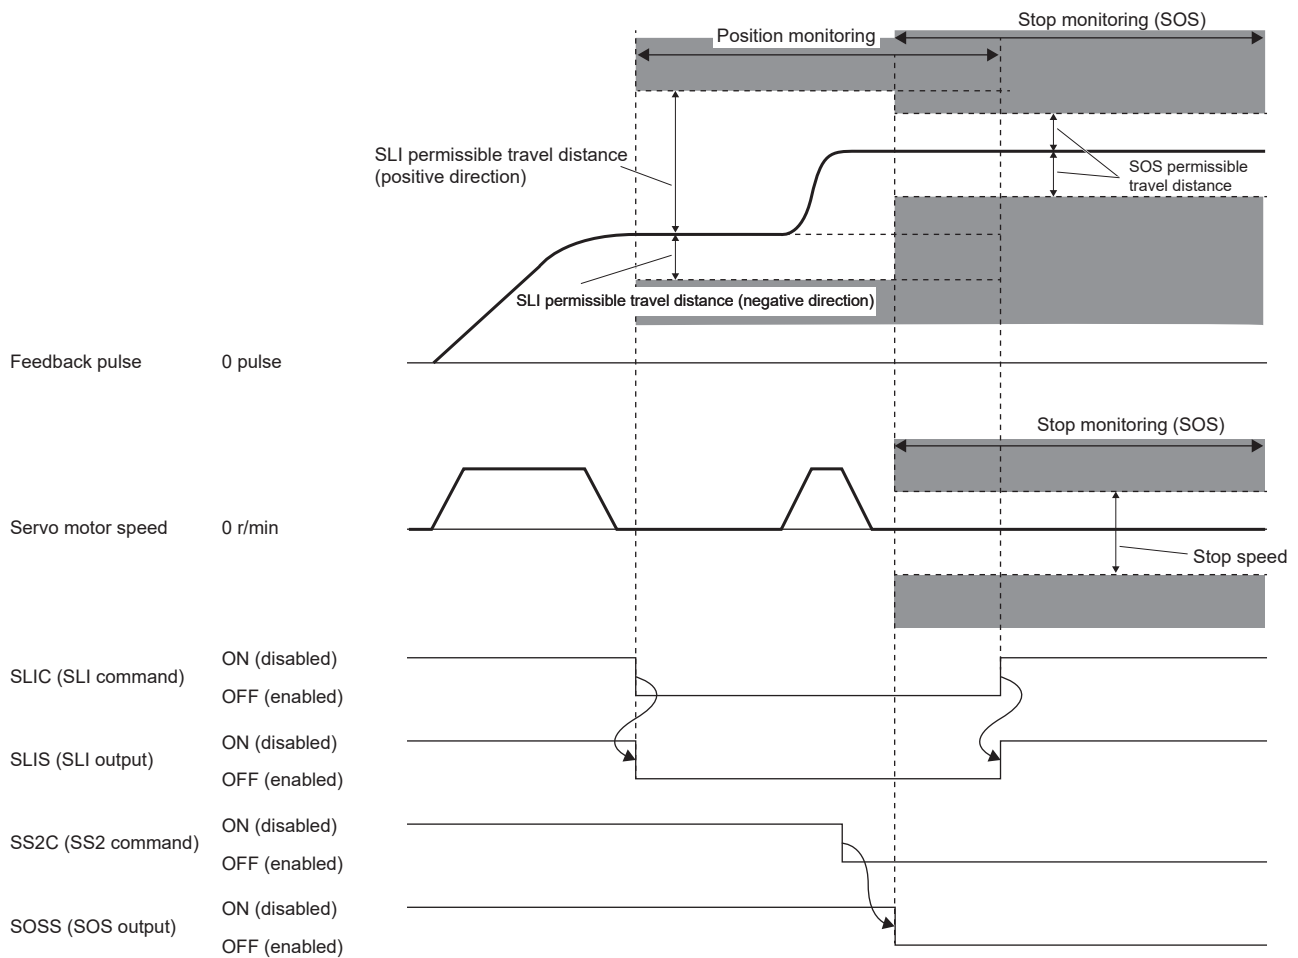 Stop monitoring (SOS)
Position monitoring
SLI permissible travel distance
(positive direction)
SOS permissible
travel distance
SLI permissible travel distance (negative direction)
Feedback pulse 0 pulse
Stop monitoring (SOS)
Servo motor speed 0 r/min
Stop speed
ON (disabled)
SLIC (SLI command)
OFF (enabled)
ON (disabled)
SLIS (SLI output)
OFF (enabled)
ON (disabled)
SS2C (SS2 command)
OFF (enabled)
ON (disabled)
SOSS (SOS output)
OFF (enabled)